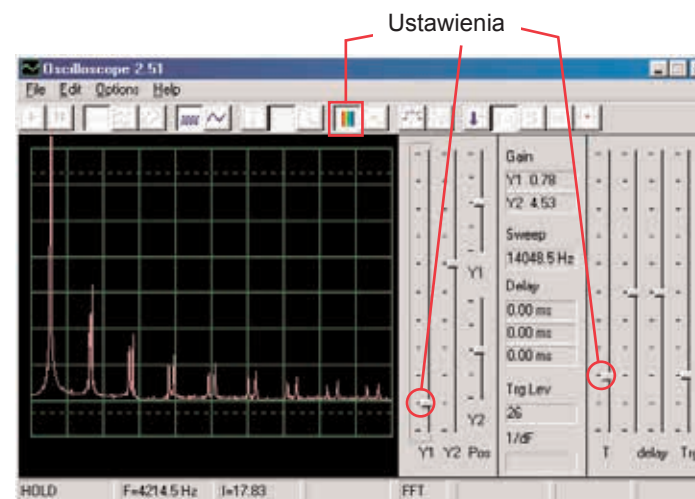 Ustawienia
Oscilloscope 2.51
File Edit Options Help
Gain
Y1 0.78
Y2 4.53
Sweep
14048.5 Hz
Delay
0.00 ms
0.00 ms
0.00 ms
Trg Lev
26
1/dF
Y1
Y2
Y1 Y2 Pos
T delay Trg
HOLD F=4214.5 Hz I=17.83 FFT